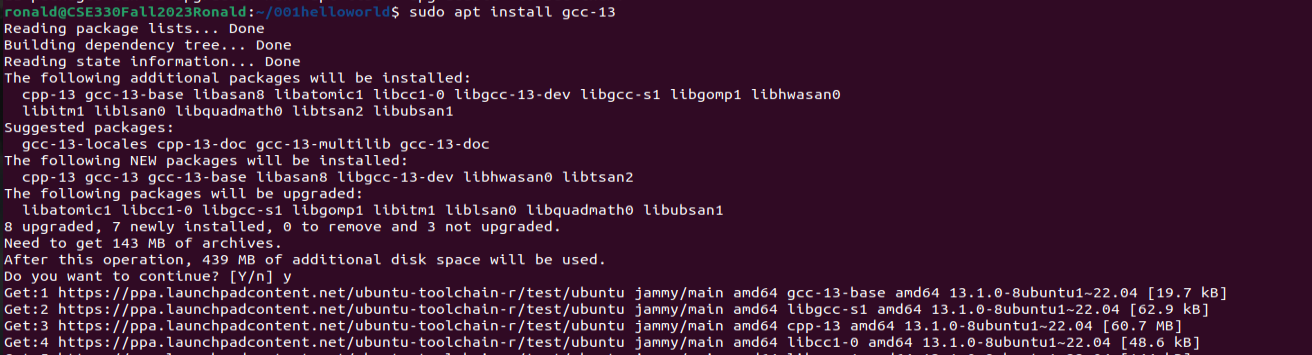 ronald@CSE330Fall2023Ronald:~/001helloworld$ sudo apt install gcc-13
Reading package lists... Done
Building dependency tree... Done
Reading state information... Done
The following additional packages will be installed:
  cpp-13 gcc-13-base libasan8 libatomic1 libcc1-0 libgcc-13-dev libgcc-s1 libgomp1 libhwasan0
  libitm1 liblsan0 libquadmath0 libtsan2 libubsan1
Suggested packages:
  gcc-13-locales cpp-13-doc gcc-13-multilib gcc-13-doc
The following NEW packages will be installed:
  cpp-13 gcc-13 gcc-13-base libasan8 libgcc-13-dev libhwasan0 libtsan2
The following packages will be upgraded:
  libatomic1 libcc1-0 libgcc-s1 libgomp1 libitm1 liblsan0 libquadmath0 libubsan1
8 upgraded, 7 newly installed, 0 to remove and 3 not upgraded.
Need to get 143 MB of archives.
After this operation, 439 MB of additional disk space will be used.
Do you want to continue? [Y/n] y
Get:1 https://ppa.launchpadcontent.net/ubuntu-toolchain-r/test/ubuntu jammy/main amd64 gcc-13-base amd64 13.1.0-8ubuntu1~22.04 [19.7 kB]
Get:2 https://ppa.launchpadcontent.net/ubuntu-toolchain-r/test/ubuntu jammy/main amd64 libgcc-s1 amd64 13.1.0-8ubuntu1~22.04 [62.9 kB]
Get:3 https://ppa.launchpadcontent.net/ubuntu-toolchain-r/test/ubuntu jammy/main amd64 cpp-13 amd64 13.1.0-8ubuntu1~22.04 [60.7 MB]
Get:4 https://ppa.launchpadcontent.net/ubuntu-toolchain-r/test/ubuntu jammy/main amd64 libcc1-0 amd64 13.1.0-8ubuntu1~22.04 [48.6 kB]